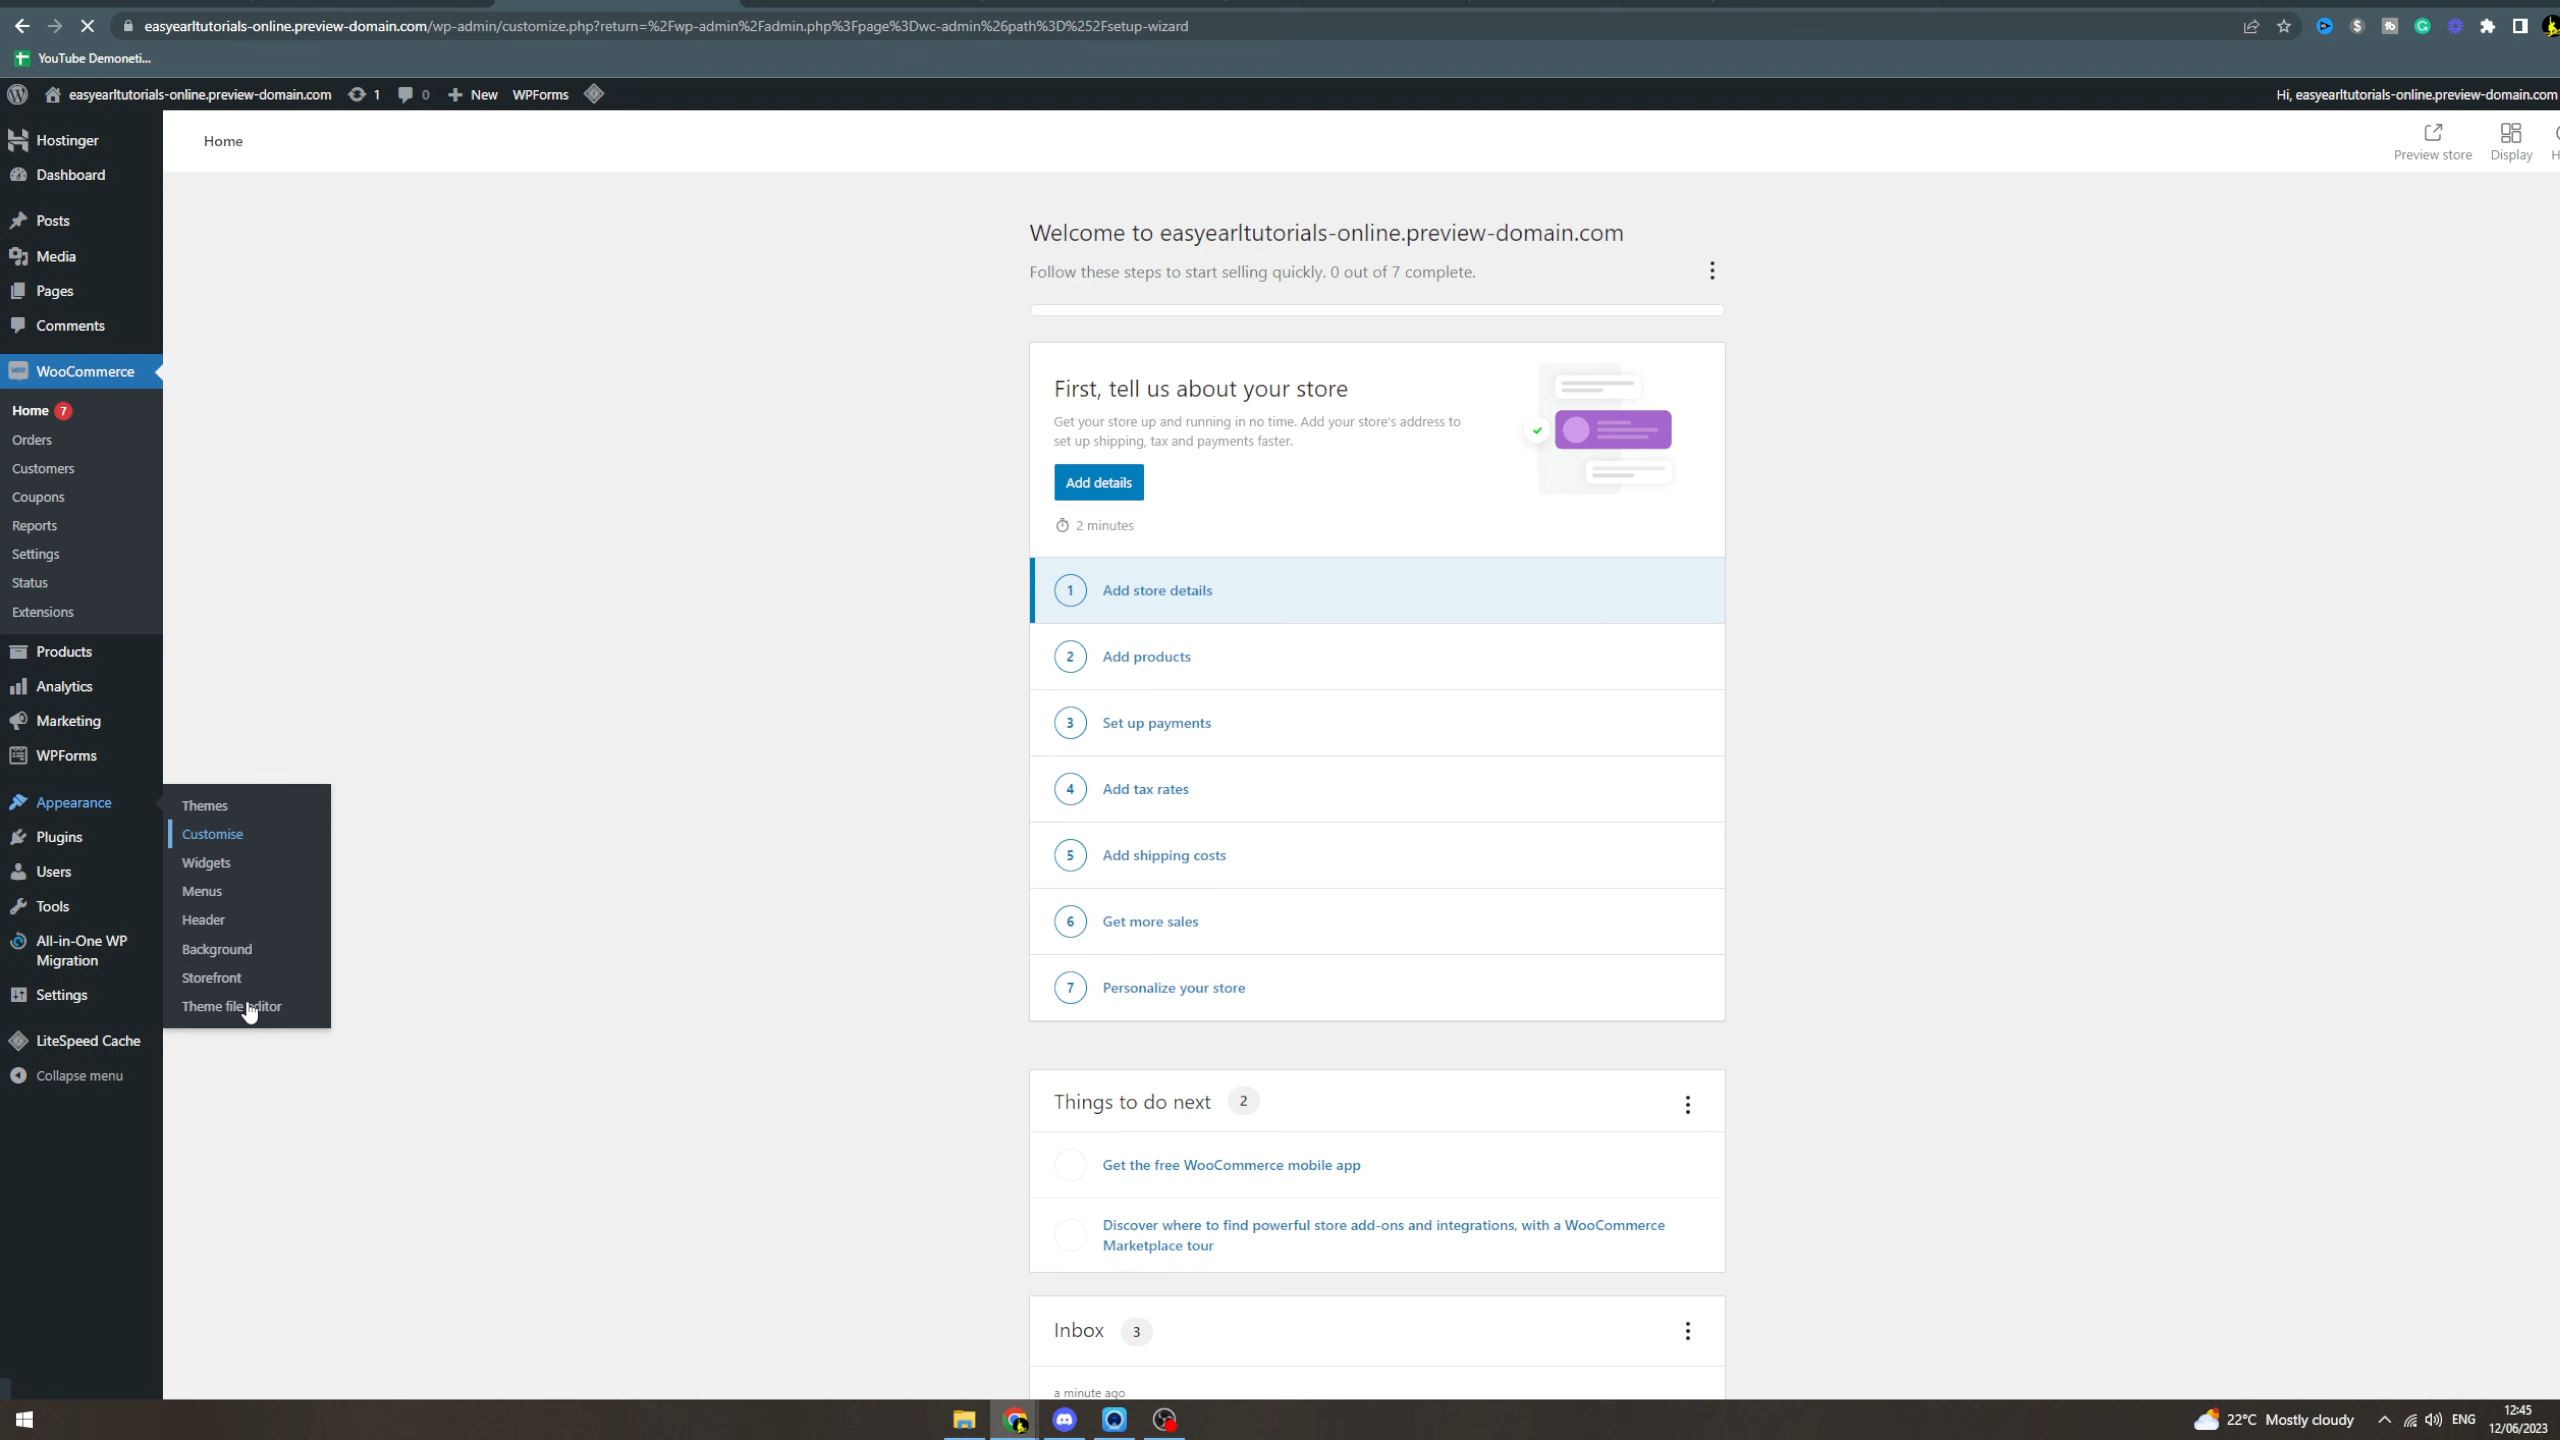 easyearltutorials-online.preview-domain.com/wp-admin/customize.php?return=%2Fwp-admin%2Fadmin.php%3Fpage%3Dwc-admin%26path%3D%252Fsetup-wizard
YouTube Demoneti...
easyearltutorials-online.preview-domain.com
1
0
New
WPForms
Hi, easyearltutorials-online.preview-domain.com
Hostinger
Dashboard
Posts
Media
Pages
Comments
WooCommerce
Home 7
Orders
Customers
Coupons
Reports
Settings
Status
Extensions
Products
Analytics
Marketing
WPForms
Appearance
Plugins
Users
Tools
All-in-One WP
Migration
Settings
LiteSpeed Cache
Collapse menu
Themes
Customise
Widgets
Menus
Header
Background
Storefront
Theme file editor
Home
Preview store
Display
Welcome to easyearltutorials-online.preview-domain.com
Follow these steps to start selling quickly. 0 out of 7 complete.
First, tell us about your store
Get your store up and running in no time. Add your store's address to
set up shipping, tax and payments faster.
Add details
2 minutes
1 Add store details
2 Add products
3 Set up payments
4 Add tax rates
5 Add shipping costs
6 Get more sales
7 Personalize your store
Things to do next 2
Get the free WooCommerce mobile app
Discover where to find powerful store add-ons and integrations, with a WooCommerce
Marketplace tour
Inbox 3
a minute ago
22°C Mostly cloudy
ENG
12:45
12/06/2023